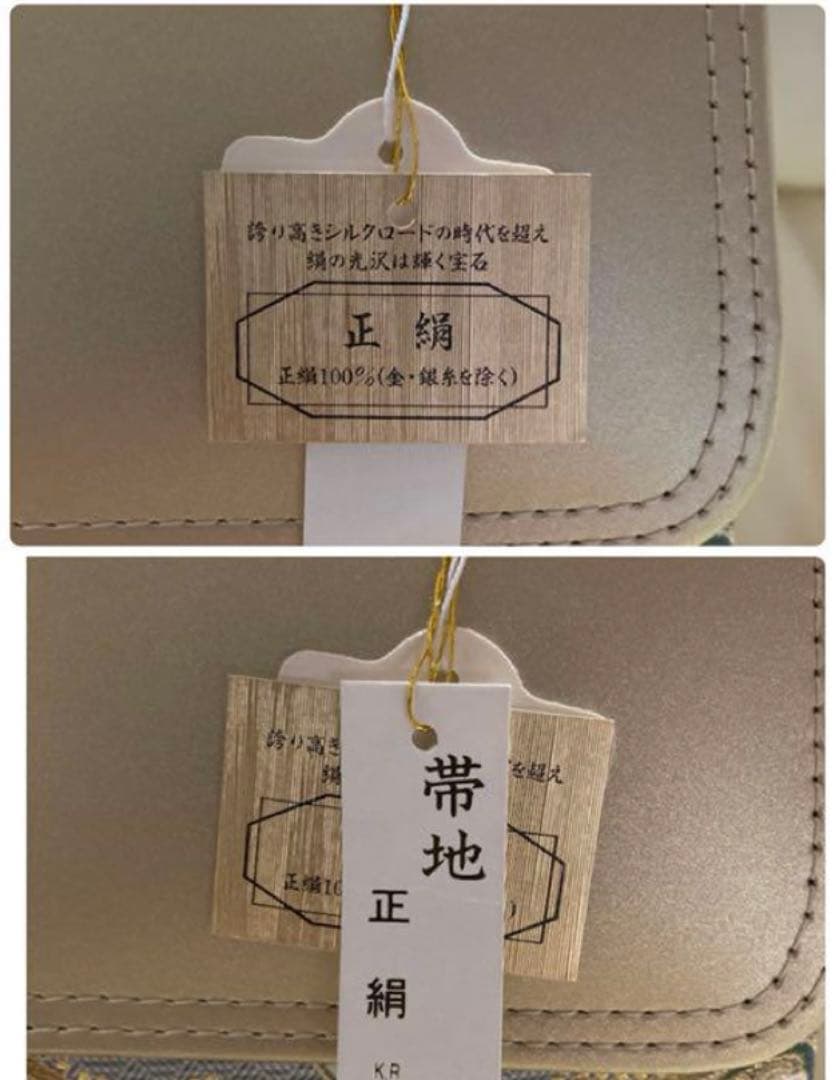 誇り高きシルクロードの時代を超え
絹の光沢は輝く宝石
正絹
正絹100%(金・銀糸を除く)
誇り高き
を超え
絹
正絹10
)
帯地
正絹
KR